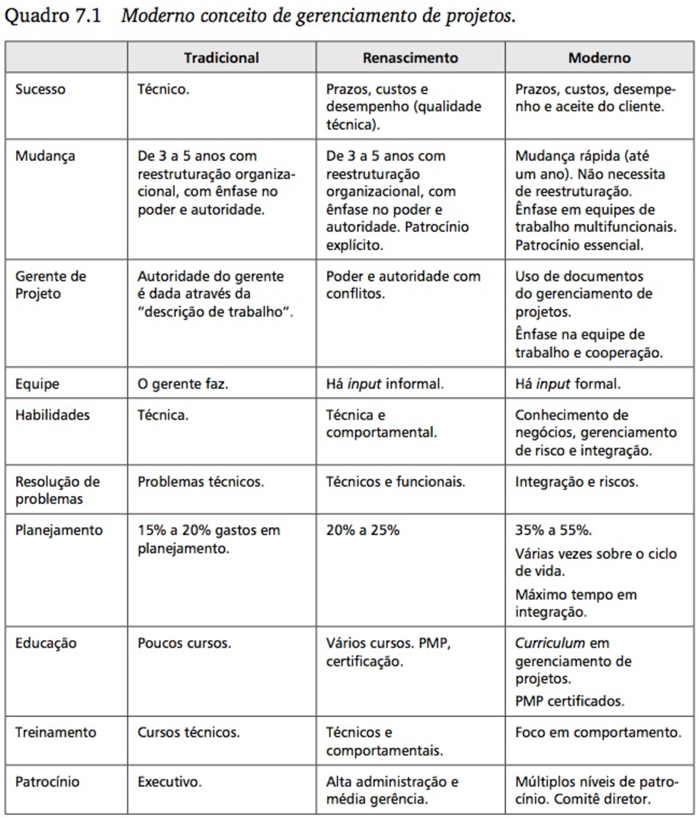 Quadro 7.1 Moderno conceito de gerenciamento de projetos.
Tradicional
Renascimento
Moderno
Sucesso
Técnico.
Prazos, custos e
desempenho (qualidade
técnica).
Prazos, custos, desempe-
nho e aceite do cliente.
Mudança
De 3 a 5 anos com
reestruturação organiza-
cional, com ênfase no
poder e autoridade.
De 3 a 5 anos com
reestruturação
organizacional, com
ênfase no poder e
autoridade. Patrocínio
explícito.
Mudança rápida (até
um ano). Não necessita
de reestruturação.
Ênfase em equipes de
trabalho multifuncionais.
Patrocínio essencial.
Gerente de
Projeto
Autoridade do gerente
é dada através da
“descrição de trabalho”.
Poder e autoridade com
conflitos.
Uso de documentos
do gerenciamento de
projetos.
Ênfase na equipe de
trabalho e cooperação.
Equipe
O gerente faz.
Há input informal.
Há input formal.
Habilidades
Técnica.
Técnica e
comportamental.
Conhecimento de
negócios, gerenciamento
de risco e integração.
Resolução de
problemas
Problemas técnicos.
Técnicos e funcionais.
Integração e riscos.
Planejamento
15% a 20% gastos em
planejamento.
20% a 25%
35% a 55%.
Várias vezes sobre o ciclo
de vida.
Máximo tempo em
integração.
Educação
Poucos cursos.
Vários cursos. PMP,
certificação.
Curriculum em
gerenciamento de
projetos.
PMP certificados.
Treinamento
Cursos técnicos.
Técnicos e
comportamentais.
Foco em comportamento.
Patrocínio
Executivo.
Alta administração e
média gerência.
Múltiplos níveis de patro-
cínio. Comitê diretor.